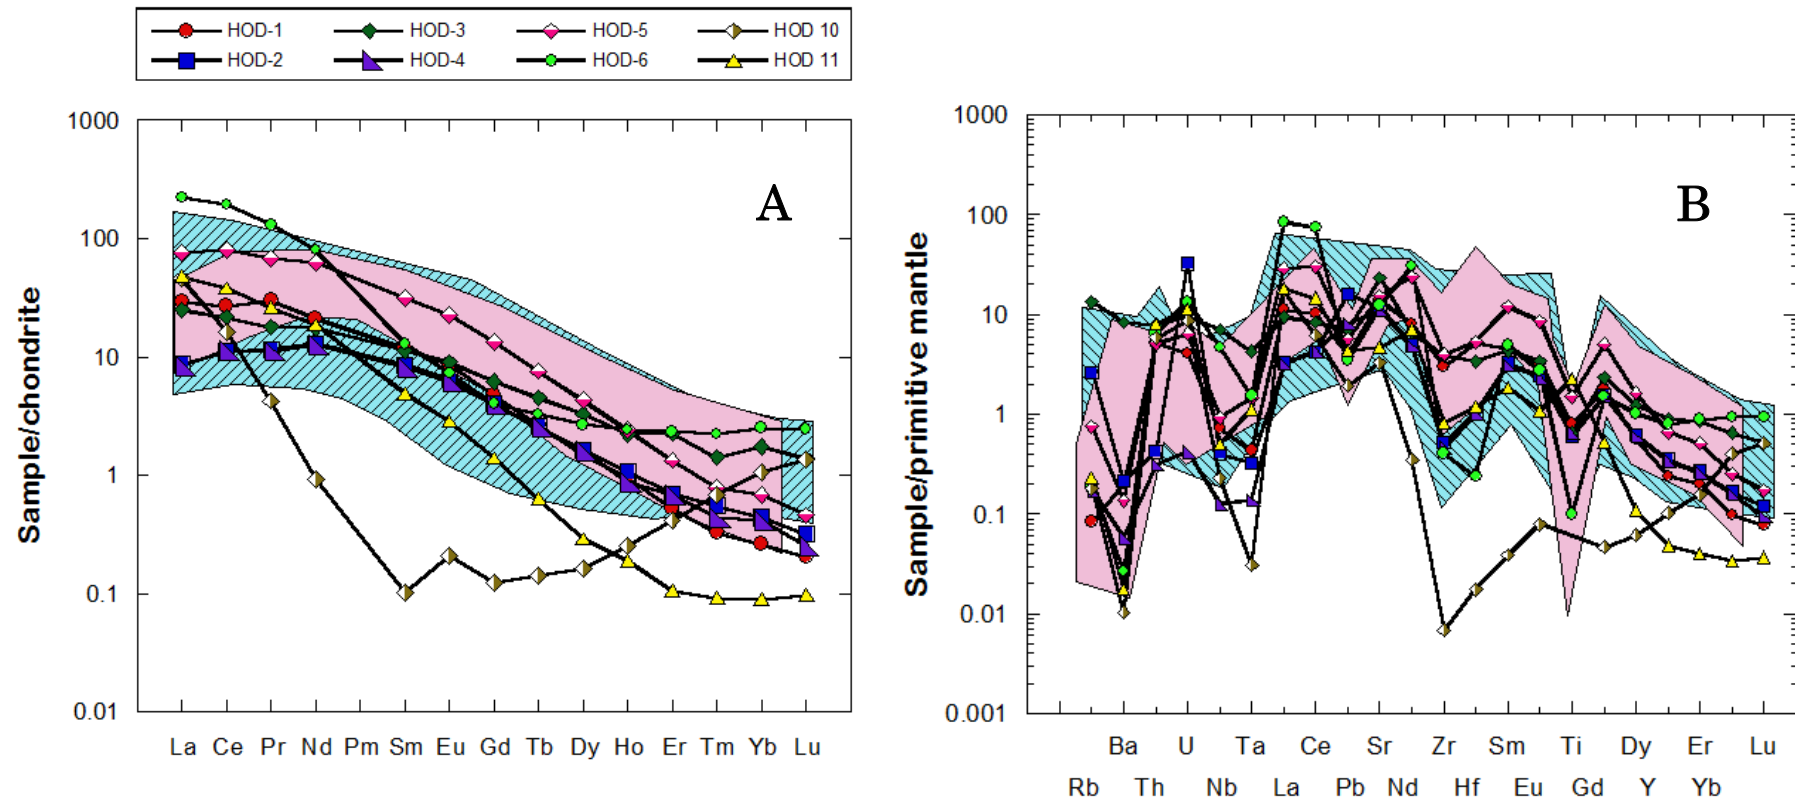 HOD-1 HOD-3 HOD-5 HOD 10
HOD-2 HOD-4 HOD-6 HOD 11
A
Sample/chondrite
1000
100
10
1
0.1
0.01
La Ce Pr Nd Pm Sm Eu Gd Tb Dy Ho Er Tm Yb Lu
B
Sample/primitive mantle
1000
100
10
1
0.1
0.01
0.001
Ba U Ta Ce Sr Zr Sm Ti Dy Er Lu
Rb Th Nb La Pb Nd Hf Eu Gd Y Yb